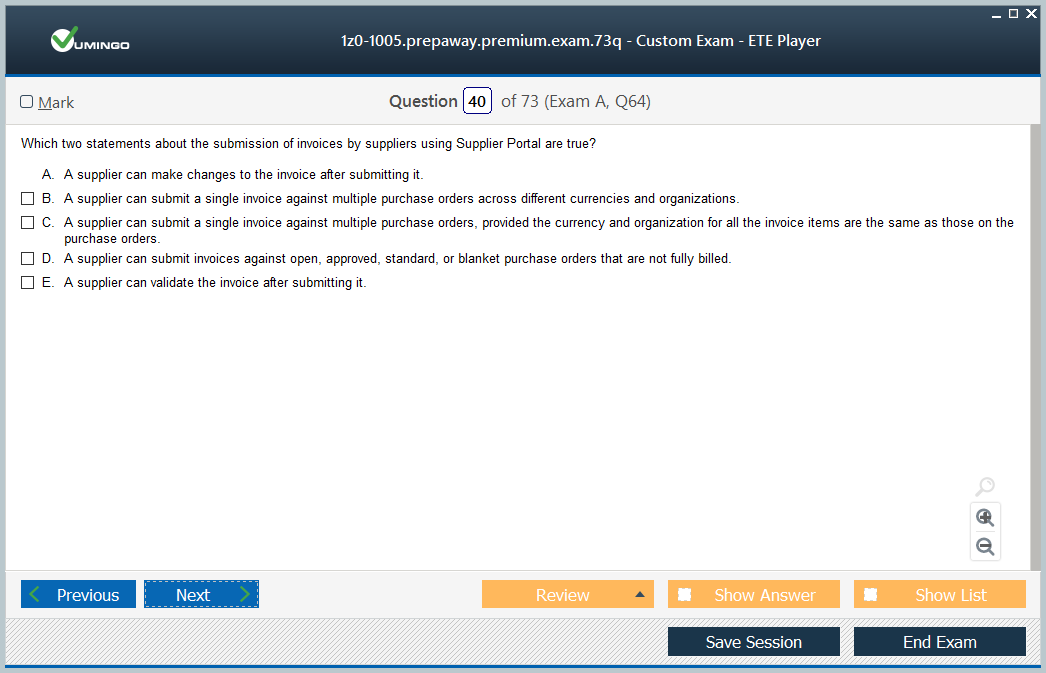 VUMINGO
1z0-1005.prepaway.premium.exam.73q - Custom Exam - ETE Player
Mark
Question 40 of 73 (Exam A, Q64)
Which two statements about the submission of invoices by suppliers using Supplier Portal are true?
A. A supplier can make changes to the invoice after submitting it.
B. A supplier can submit a single invoice against multiple purchase orders across different currencies and organizations.
C. A supplier can submit a single invoice against multiple purchase orders, provided the currency and organization for all the invoice items are the same as those on the
purchase orders.
D. A supplier can submit invoices against open, approved, standard, or blanket purchase orders that are not fully billed.
E. A supplier can validate the invoice after submitting it.
Previous Next Review Show Answer Show List
Save Session End Exam